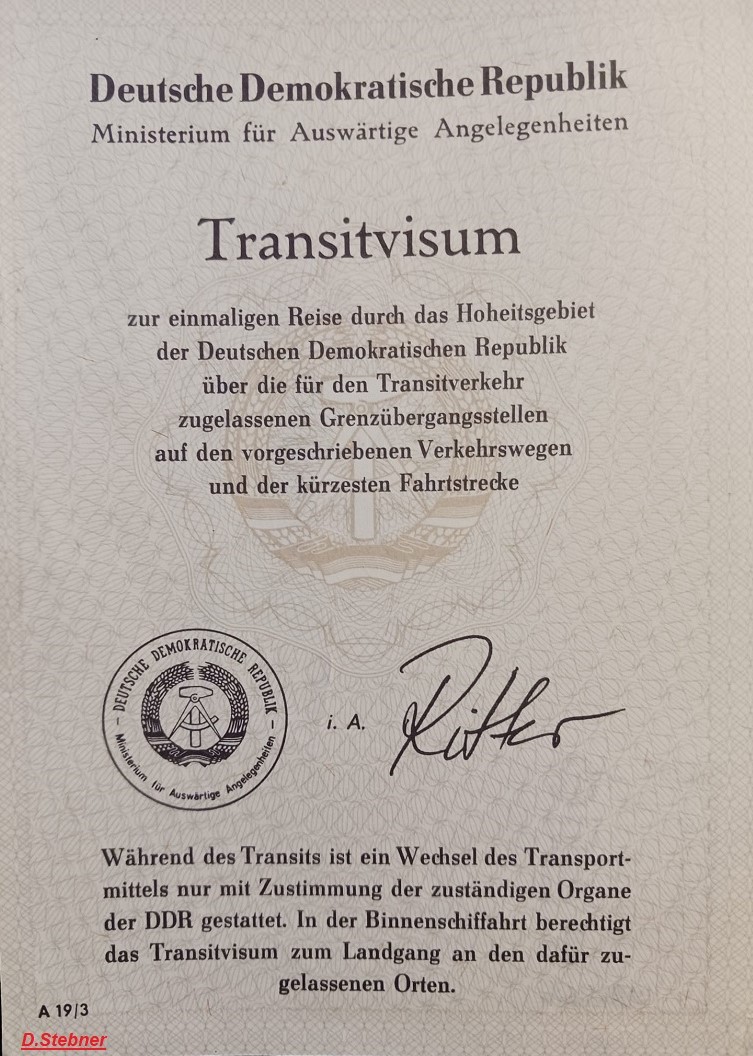 Deutsche Demokratische Republik
Ministerium für Auswärtige Angelegenheiten
Transitvisum
zur einmaligen Reise durch das Hoheitsgebiet
der Deutschen Demokratischen Republik
über die für den Transitverkehr
zugelassenen Grenzübergangsstellen
auf den vorgeschriebenen Verkehrswegen
und der kürzesten Fahrtstrecke
DEUTSCHE DEMOKRATISCHE REPUBLIK
Ministerium für Auswärtige Angelegenheiten
i. A.
Ritter
Während des Transits ist ein Wechsel des Transport-
mittels nur mit Zustimmung der zuständigen Organe
der DDR gestattet. In der Binnenschiffahrt berechtigt
das Transitvisum zum Landgang an den dafür zu-
gelassenen Orten.
A 19/3
D.Stebner